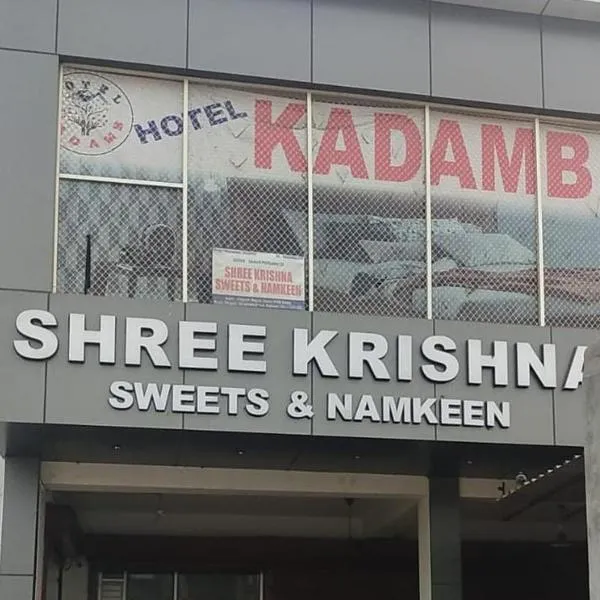 HOTEL
HOTEL KADAMB
SHREE KRISHNA
SWEETS & NAMKEEN
SHREE KRISHNA
SWEETS & NAMKEEN